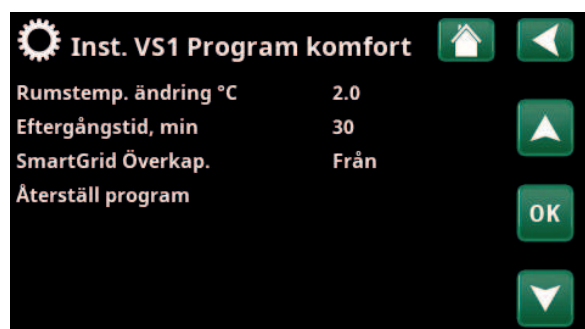 Inst. VS1 Program komfort
Rumstemp. ändring °C 2.0
Eftergångstid, min 30
SmartGrid Överkap. Från
Återställ program
OK